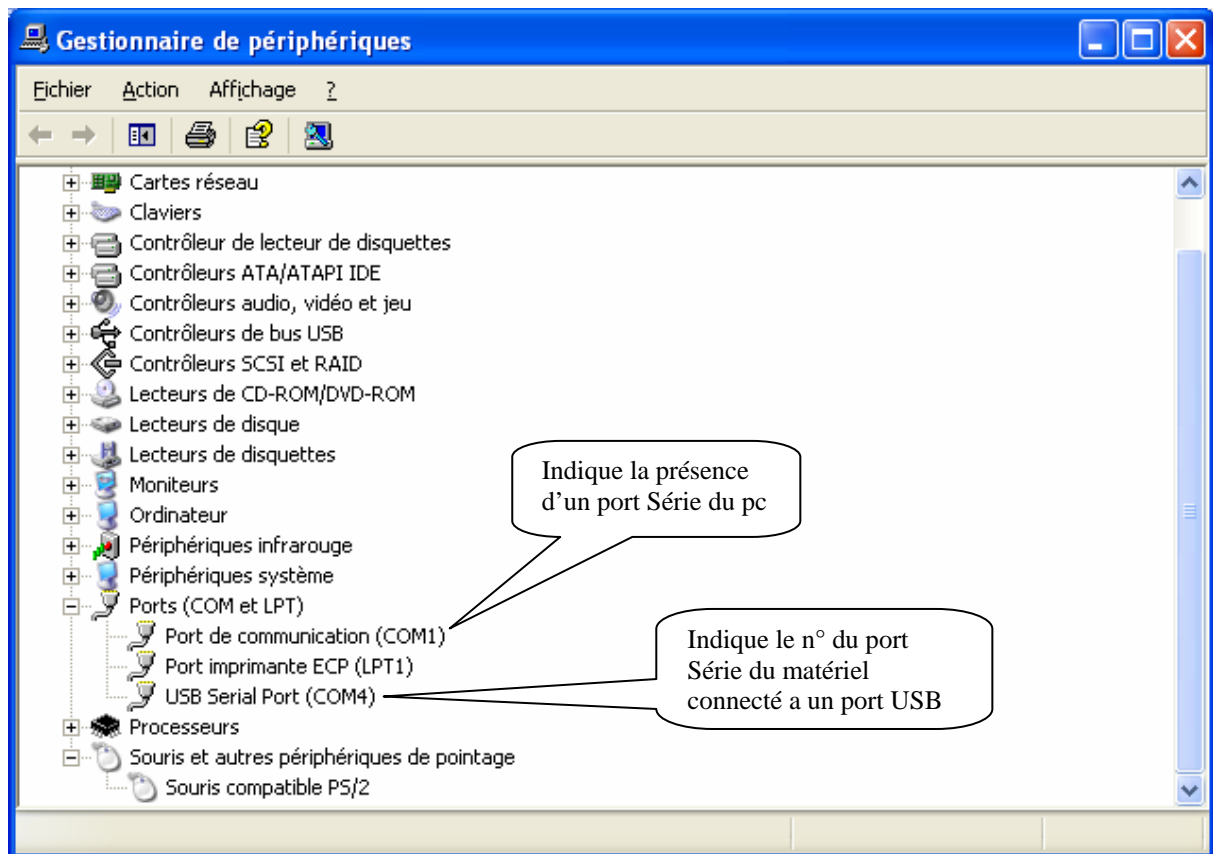 Gestionnaire de périphériques
Fichier Action Affichage ?
Cartes réseau
Claviers
Contrôleur de lecteur de disquettes
Contrôleurs ATA/ATAPI IDE
Contrôleurs audio, vidéo et jeu
Contrôleurs de bus USB
Contrôleurs SCSI et RAID
Lecteurs de CD-ROM/DVD-ROM
Lecteurs de disque
Lecteurs de disquettes
Moniteurs
Ordinateur
Périphériques infrarouge
Périphériques système
Ports (COM et LPT)
Port de communication (COM1)
Port imprimante ECP (LPT1)
USB Serial Port (COM4)
Processeurs
Souris et autres périphériques de pointage
Souris compatible PS/2
Indique la présence
d’un port Série du pc
Indique le n° du port
Série du matériel
connecté a un port USB